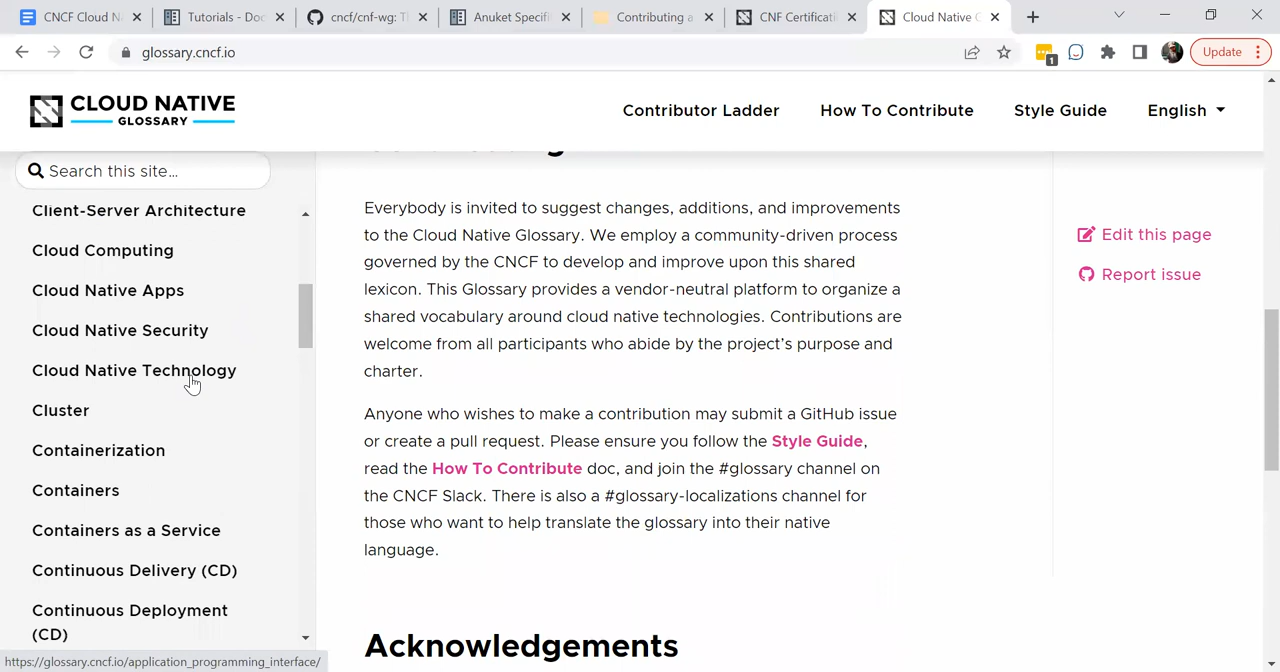 CNCF Cloud N
Tutorials - Doc
cncf/cnf-wg: T
Anuket Specifi
Contributing a
CNF Certificati
Cloud Native G
glossary.cncf.io
1
Update
CLOUD NATIVE
GLOSSARY
Contributor Ladder
How To Contribute
Style Guide
English
Search this site…
Client-Server Architecture
Cloud Computing
Cloud Native Apps
Cloud Native Security
Cloud Native Technology
Cluster
Containerization
Containers
Containers as a Service
Continuous Delivery (CD)
Continuous Deployment
(CD)
Everybody is invited to suggest changes, additions, and improvements
to the Cloud Native Glossary. We employ a community-driven process
governed by the CNCF to develop and improve upon this shared
lexicon. This Glossary provides a vendor-neutral platform to organize a
shared vocabulary around cloud native technologies. Contributions are
welcome from all participants who abide by the project's purpose and
charter.
Anyone who wishes to make a contribution may submit a GitHub issue
or create a pull request. Please ensure you follow the Style Guide,
read the How To Contribute doc, and join the #glossary channel on
the CNCF Slack. There is also a #glossary-localizations channel for
those who want to help translate the glossary into their native
language.
Acknowledgements
Edit this page
Report issue
https://glossary.cncf.io/application_programming_interface/